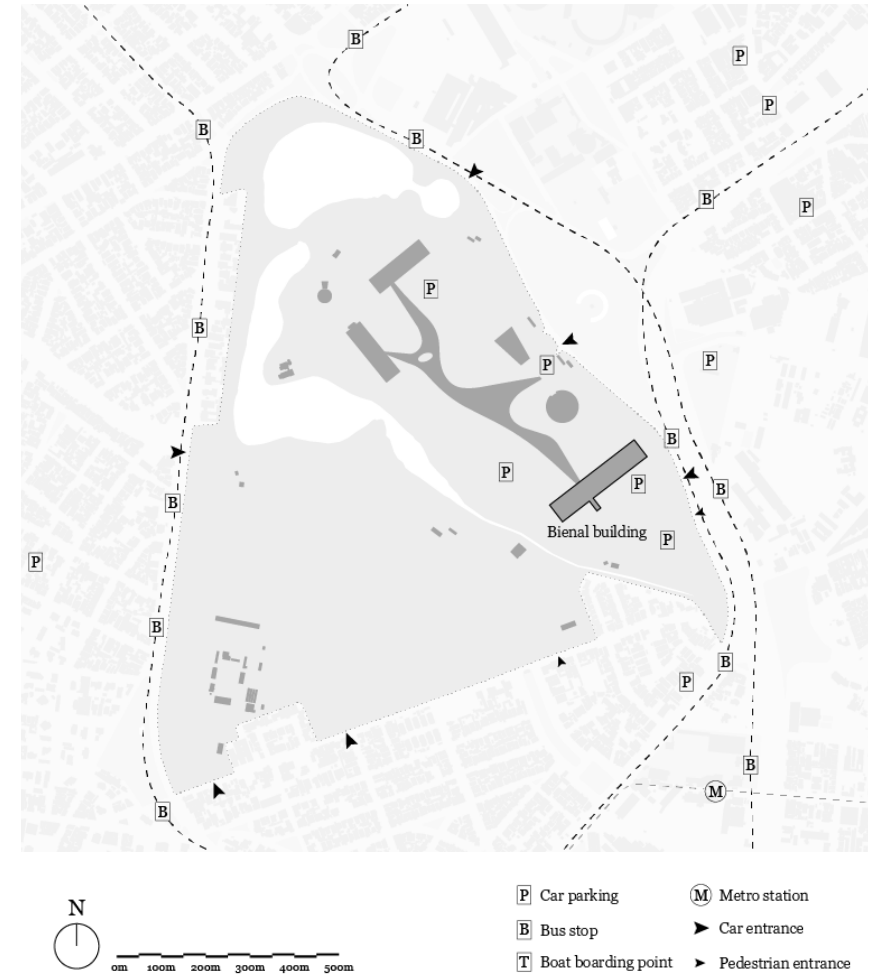 B
P
B
P
B
B
P
P
B
P
P
B
P
B
P
B
P
Bienal building
P
P
B
B
P
B
M
B
N
0m 100m 200m 300m 400m 500m
P Car parking
M Metro station
B Bus stop
Car entrance
T Boat boarding point
Pedestrian entrance